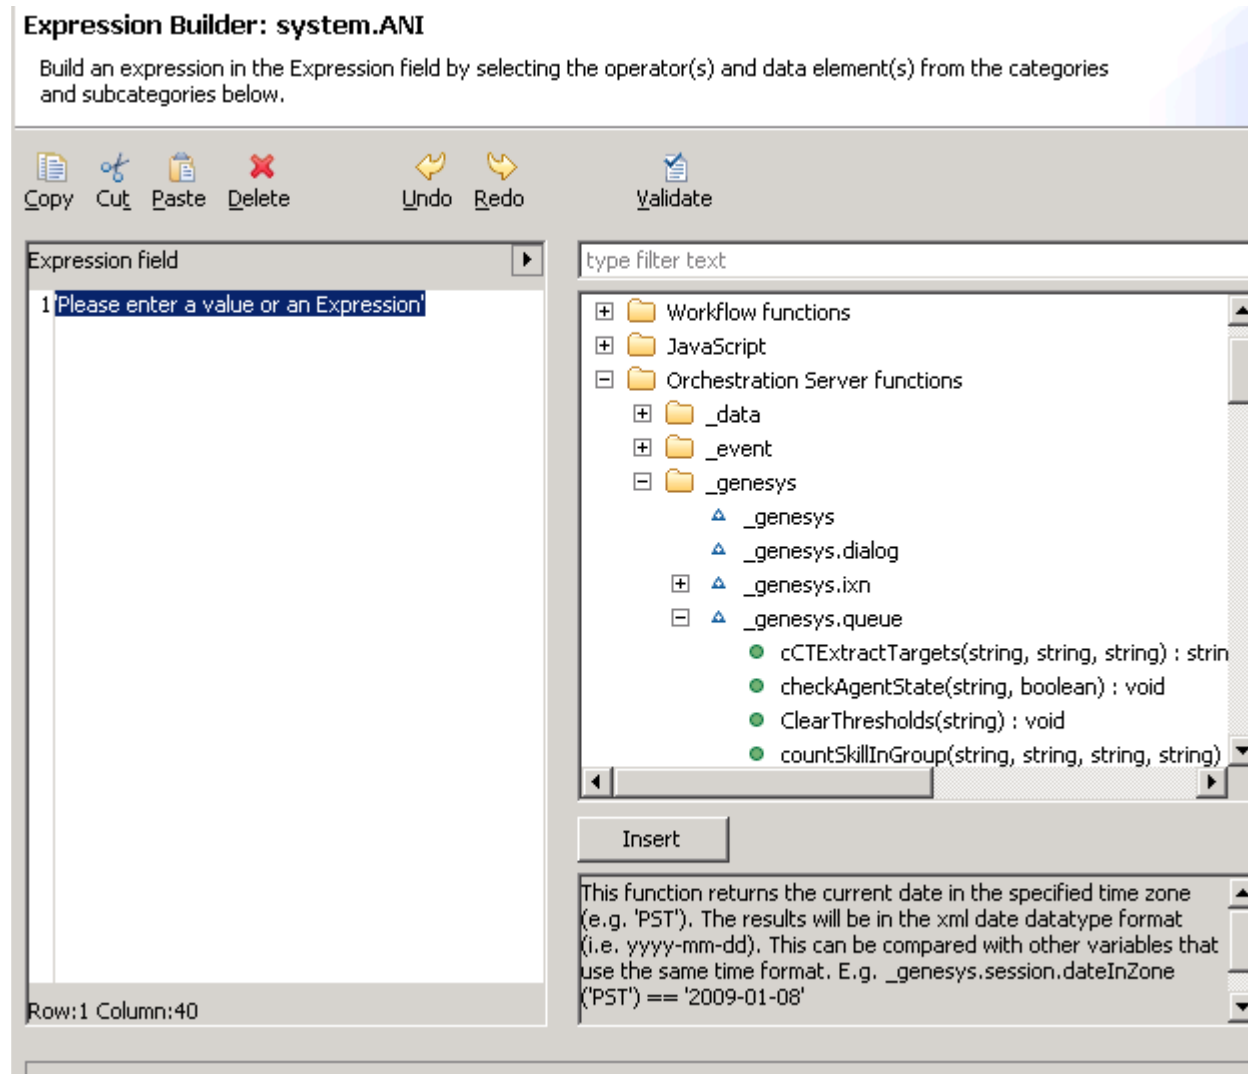 Expression Builder: system.ANI
Build an expression in the Expression field by selecting the operator(s) and data element(s) from the categories
and subcategories below.
Copy Cut Paste Delete Undo Redo Validate
Expression field
type filter text
1 'Please enter a value or an Expression'
Workflow functions
JavaScript
Orchestration Server functions
_data
_event
_genesys
_genesys
_genesys.dialog
_genesys.ixn
_genesys.queue
cCTExtractTargets(string, string, string) : strin
checkAgentState(string, boolean) : void
ClearThresholds(string) : void
countSkillInGroup(string, string, string, string)
Insert
This function returns the current date in the specified time zone
(e.g. 'PST'). The results will be in the xml date datatype format
(i.e. yyyy-mm-dd). This can be compared with other variables that
use the same time format. E.g. _genesys.session.dateInZone
('PST') == '2009-01-08'
Row:1 Column:40